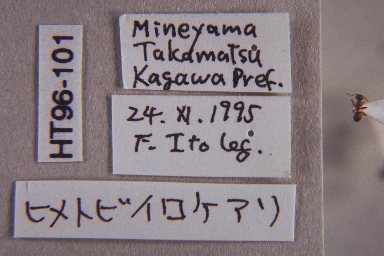 HT96-101
Mineyama
Takamatsu
Kagawa Pref.
24. XI. 1995
F. Ito leg.
ヒメトビイロケアリ